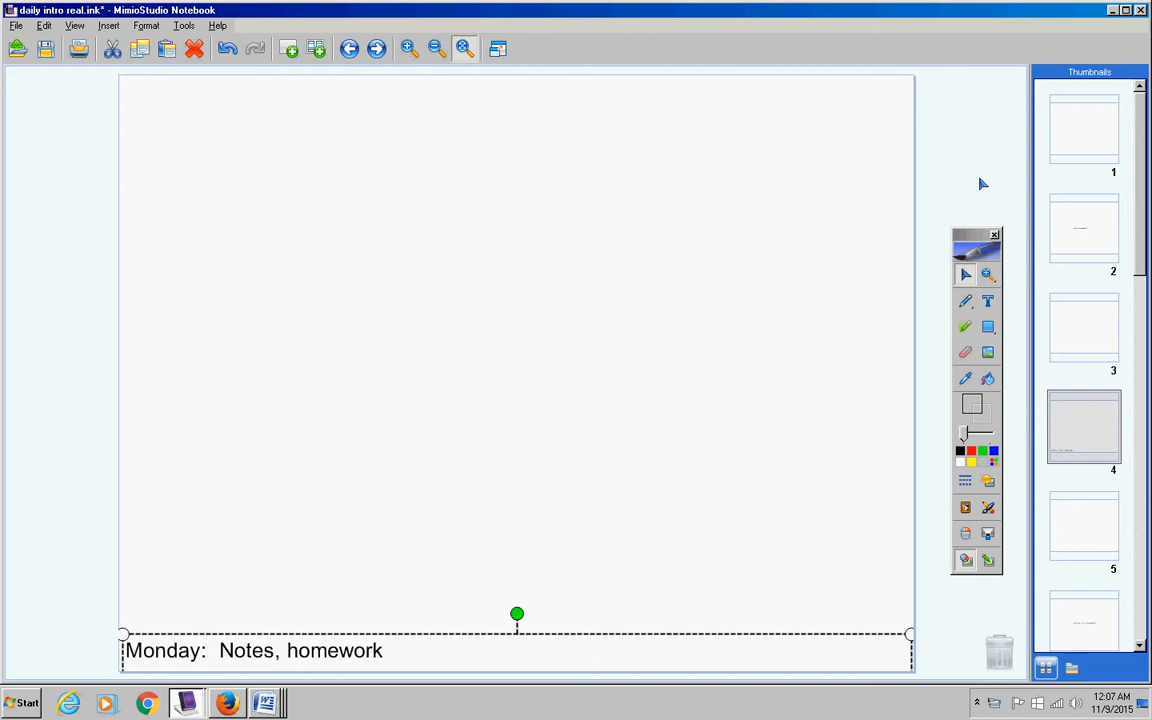 daily intro real.ink* - MimioStudio Notebook
File Edit View Insert Format Tools Help
Thumbnails
1
2
3
4
5
Monday:  Notes, homework
Start
12:07 AM
11/9/2015